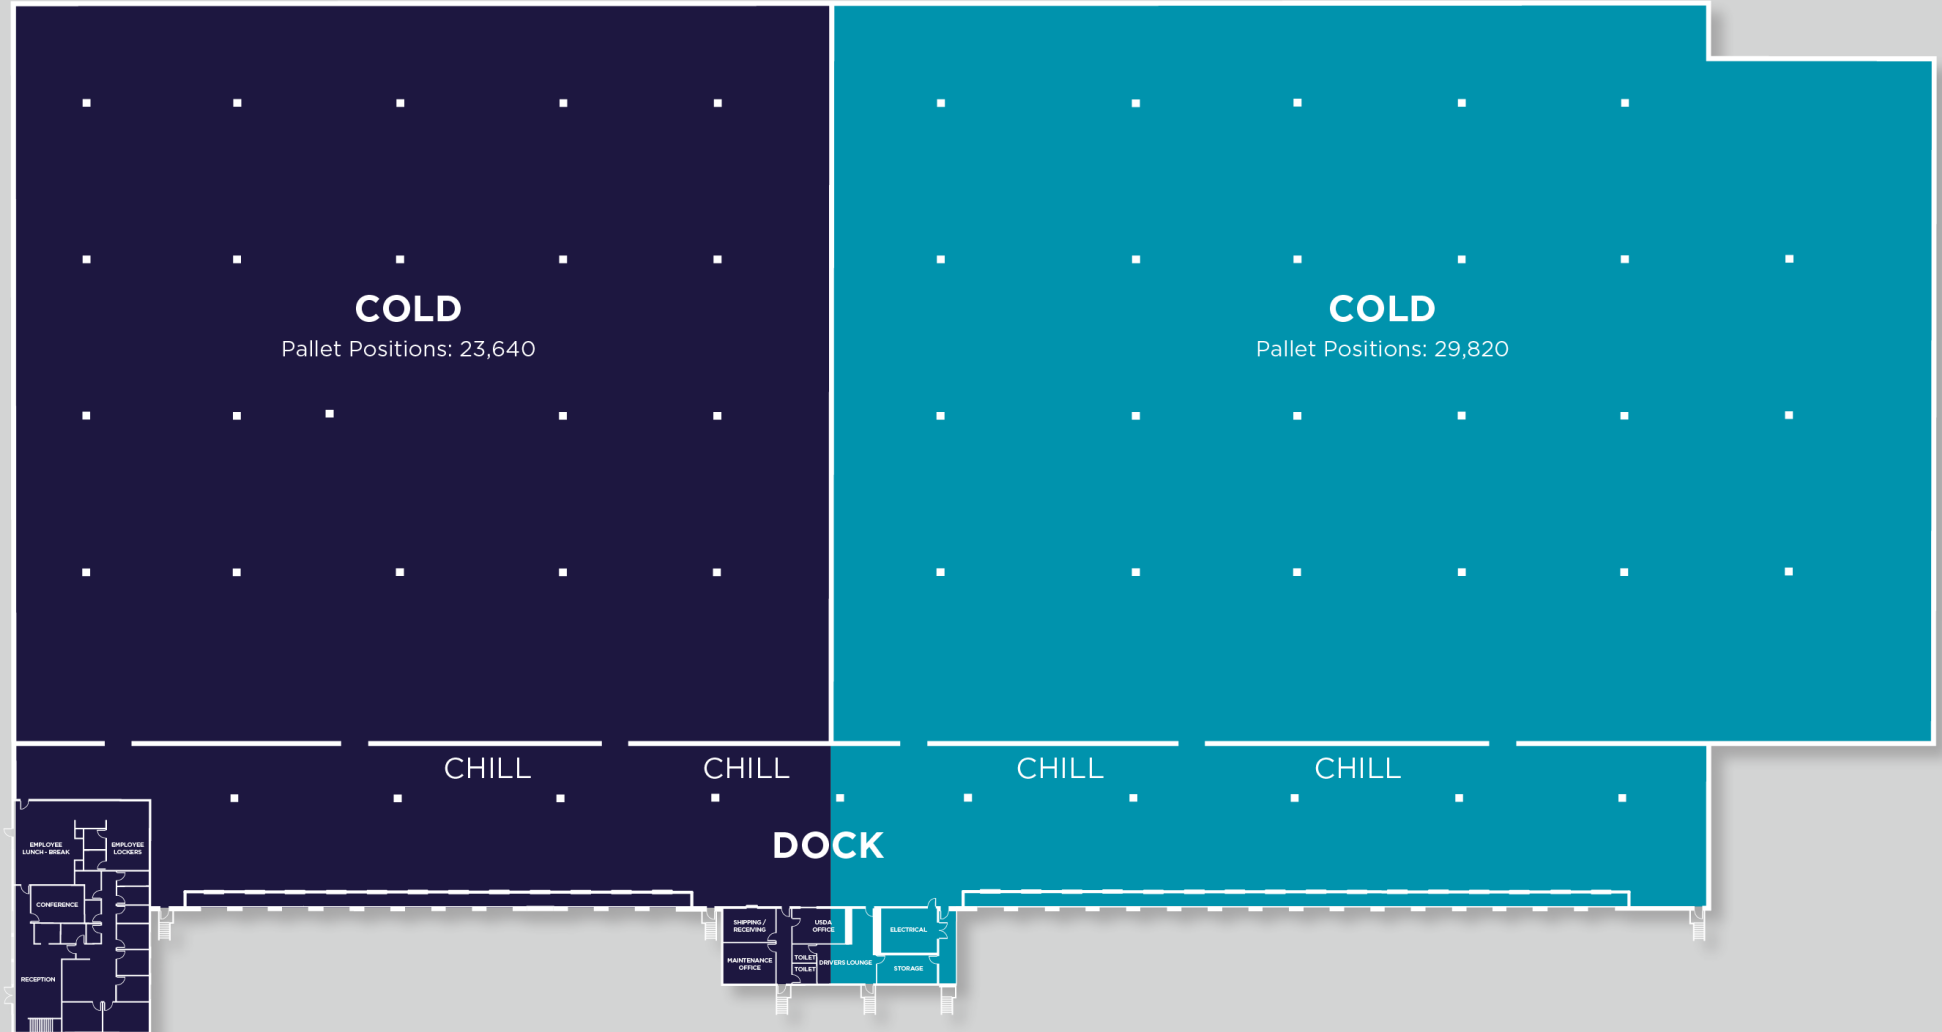 COLD
Pallet Positions: 23,640
COLD
Pallet Positions: 29,820
CHILL
CHILL
CHILL
CHILL
DOCK
EMPLOYEE
LUNCH - BREAK
EMPLOYEE
LOCKERS
CONFERENCE
RECEPTION
SHIPPING /
RECEIVING
USDA
OFFICE
ELECTRICAL
MAINTENANCE
OFFICE
TOILET
TOILET
DRIVERS LOUNGE
STORAGE